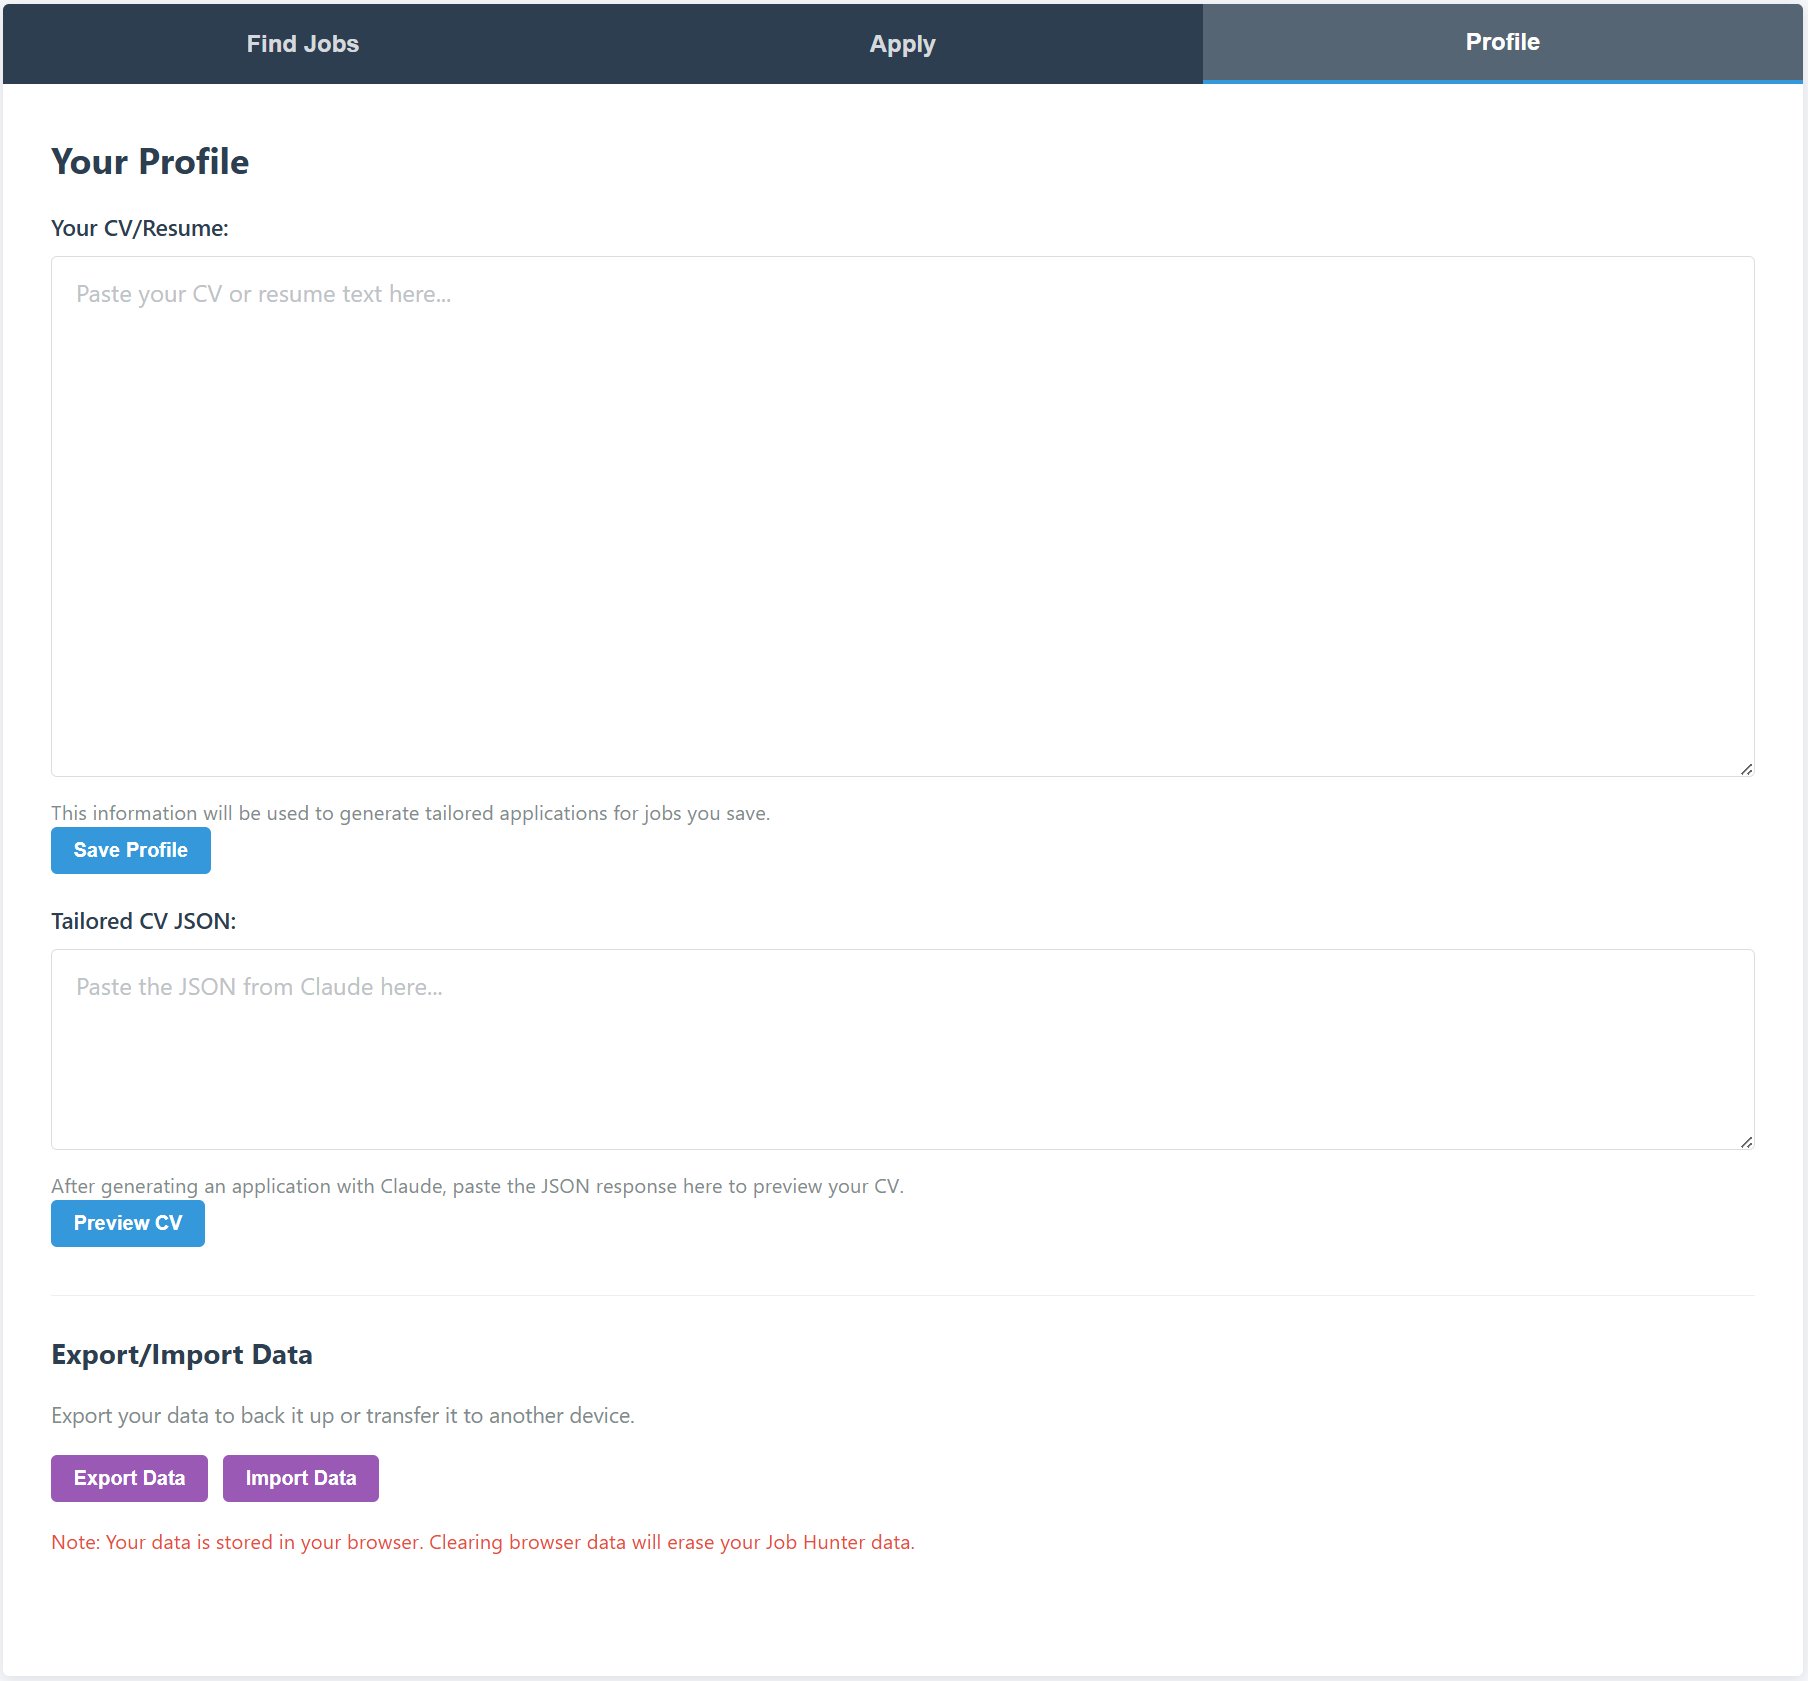 Find Jobs
Apply
Profile
Your Profile
Your CV/Resume:
Paste your CV or resume text here...
This information will be used to generate tailored applications for jobs you save.
Save Profile
Tailored CV JSON:
Paste the JSON from Claude here...
After generating an application with Claude, paste the JSON response here to preview your CV.
Preview CV
Export/Import Data
Export your data to back it up or transfer it to another device.
Export Data
Import Data
Note: Your data is stored in your browser. Clearing browser data will erase your Job Hunter data.